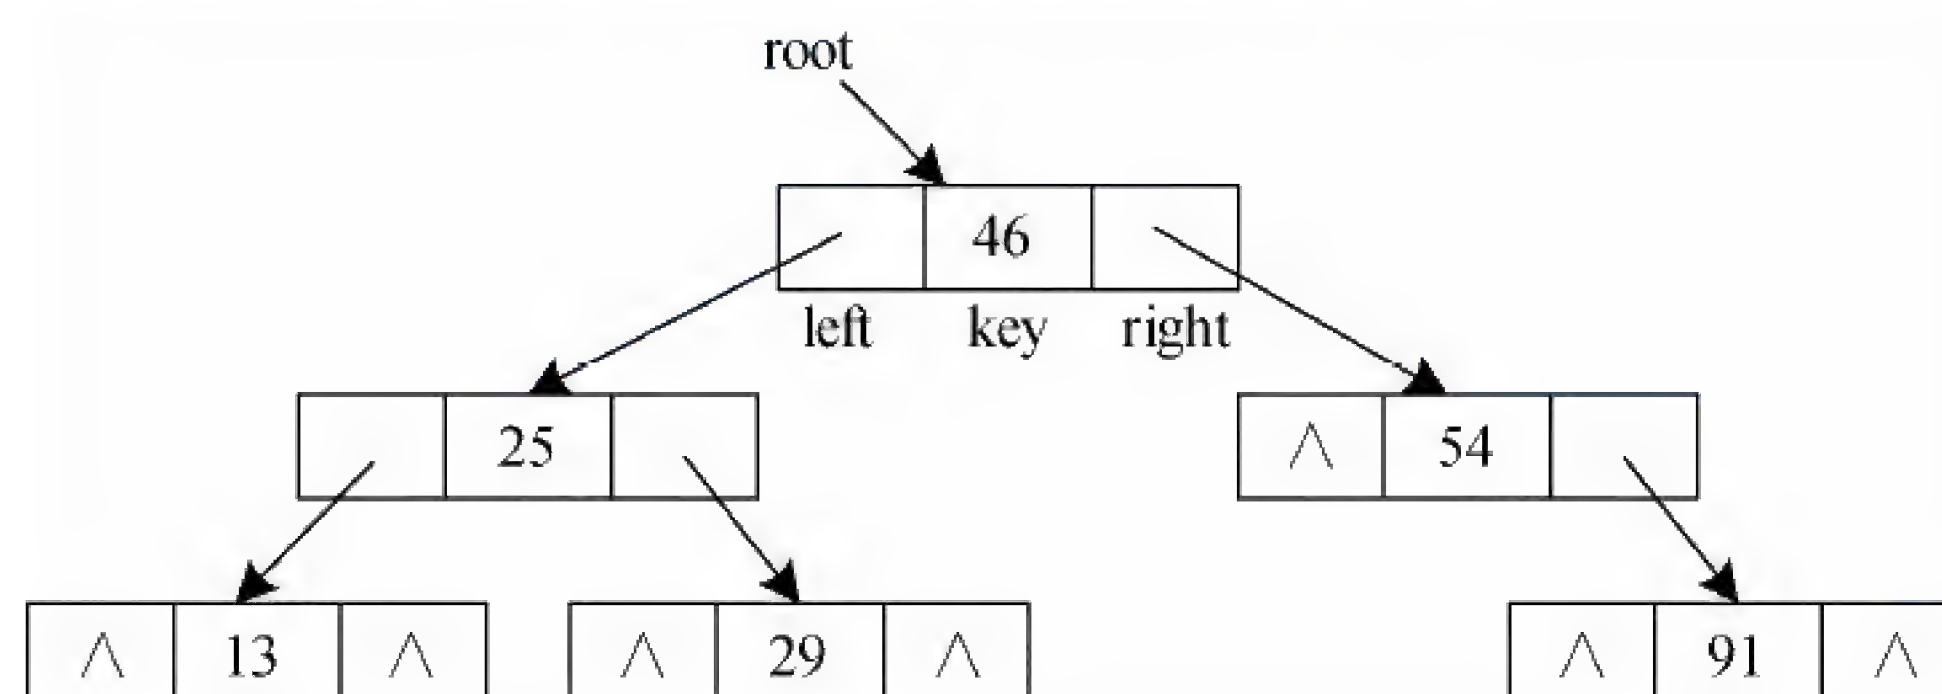 root
46
left key right
25 ^ 54
^ 13 ^ ^ 29 ^ ^ 91 ^